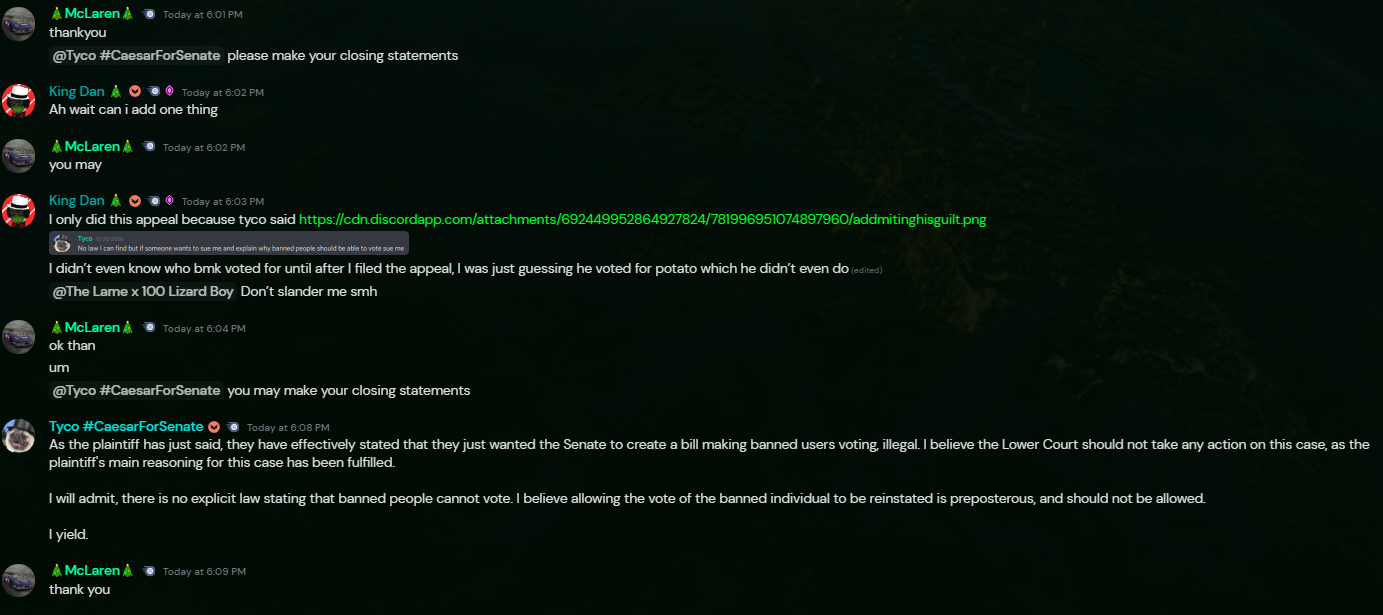 McLaren Today at 6:01 PM
thankyou
@Tyco #CaesarForSenate please make your closing statements
King Dan Today at 6:02 PM
Ah wait can i add one thing
McLaren Today at 6:02 PM
you may
King Dan Today at 6:03 PM
I only did this appeal because tyco said https://cdn.discordapp.com/attachments/692449952864927824/781996951074897960/addmitinghisguilt.png
Tyco 11/25/2020
No law I can find but if someone wants to sue me and explain why banned people should be able to vote sue me
I didn't even know who bmk voted for until after I filed the appeal, I was just guessing he voted for potato which he didn't even do (edited)
@The Lame x 100 Lizard Boy Don't slander me smh
McLaren Today at 6:04 PM
ok than
um
@Tyco #CaesarForSenate you may make your closing statements
Tyco #CaesarForSenate Today at 6:08 PM
As the plaintiff has just said, they have effectively stated that they just wanted the Senate to create a bill making banned users voting, illegal. I believe the Lower Court should not take any action on this case, as the
plaintiff's main reasoning for this case has been fulfilled.
I will admit, there is no explicit law stating that banned people cannot vote. I believe allowing the vote of the banned individual to be reinstated is preposterous, and should not be allowed.
I yield.
McLaren Today at 6:09 PM
thank you